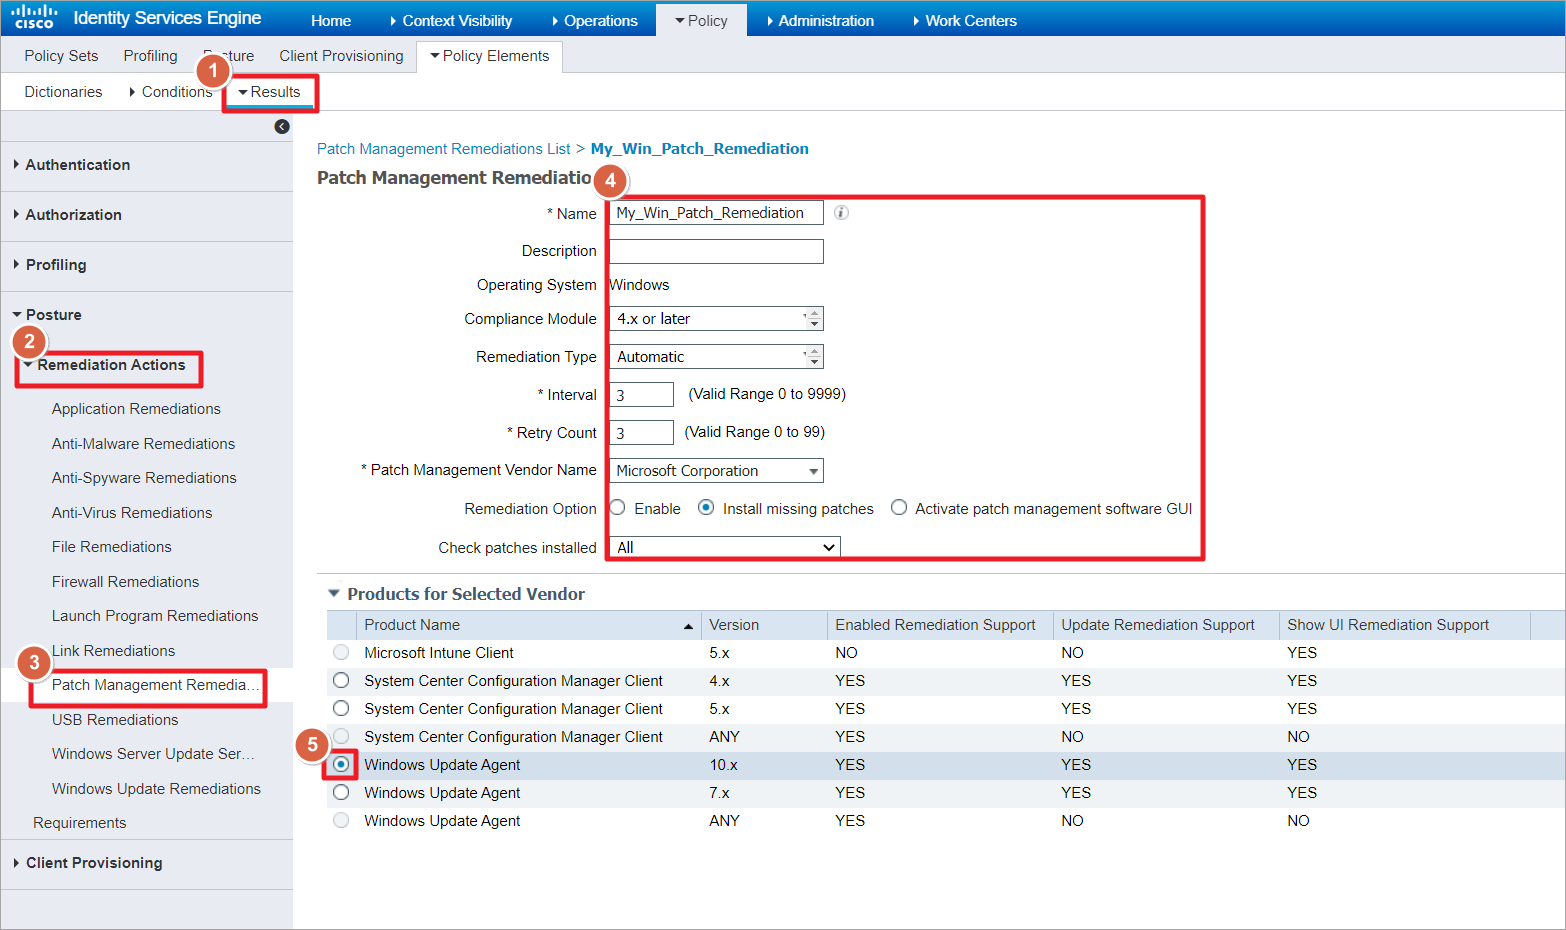 cisco Identity Services Engine Home Context Visibility Operations Policy Administration Work Centers
Policy Sets Profiling Posture Client Provisioning Policy Elements
1
Dictionaries Conditions Results
Authentication
Authorization
Profiling
Posture
2
Remediation Actions
Application Remediations
Anti-Malware Remediations
Anti-Spyware Remediations
Anti-Virus Remediations
File Remediations
Firewall Remediations
Launch Program Remediations
Link Remediations
3
Patch Management Remedia...
USB Remediations
Windows Server Update Ser...
Windows Update Remediations
Requirements
Client Provisioning
Patch Management Remediations List > My_Win_Patch_Remediation
Patch Management Remediatio
4
* Name My_Win_Patch_Remediation i
Description
Operating System Windows
Compliance Module 4.x or later
Remediation Type Automatic
* Interval 3 (Valid Range 0 to 9999)
* Retry Count 3 (Valid Range 0 to 99)
* Patch Management Vendor Name Microsoft Corporation
Remediation Option Enable Install missing patches Activate patch management software GUI
Check patches installed All
Products for Selected Vendor
Product Name Version Enabled Remediation Support Update Remediation Support Show UI Remediation Support
Microsoft Intune Client 5.x NO NO YES
System Center Configuration Manager Client 4.x YES YES YES
System Center Configuration Manager Client 5.x YES YES YES
System Center Configuration Manager Client ANY YES NO NO
5
Windows Update Agent 10.x YES YES YES
Windows Update Agent 7.x YES YES YES
Windows Update Agent ANY YES NO NO